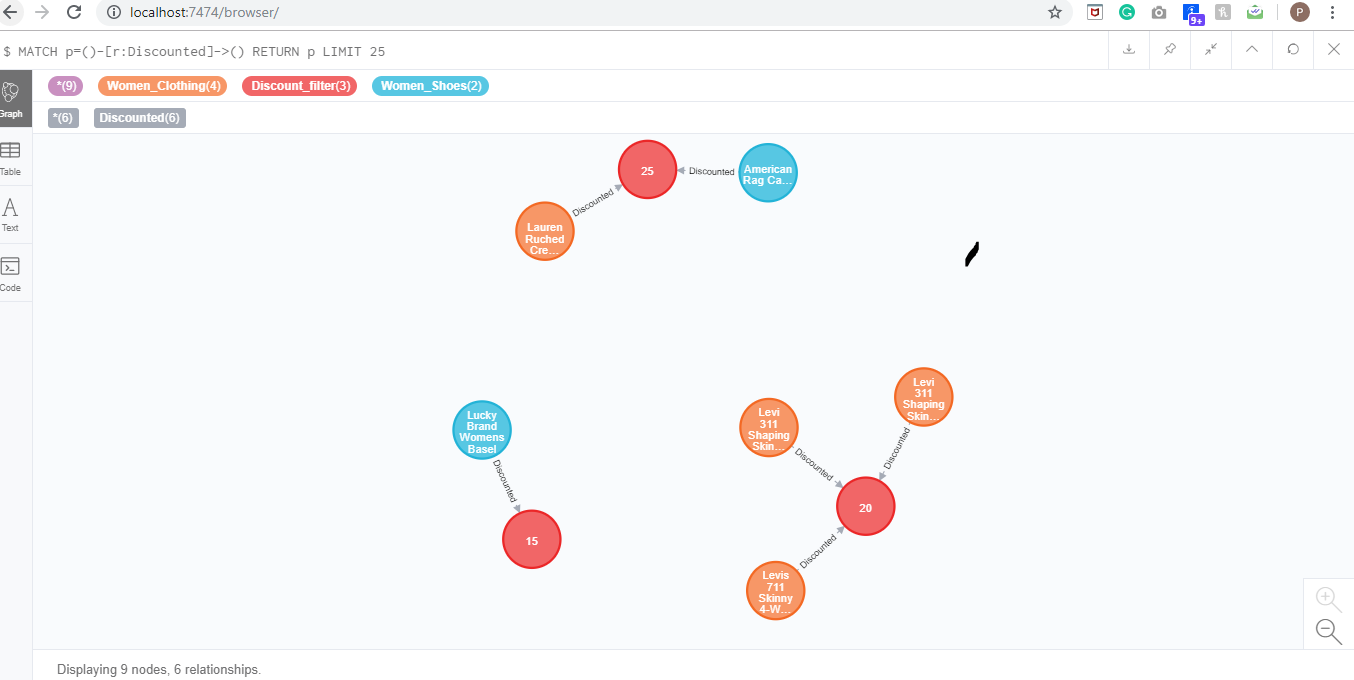 localhost:7474/browser/
9+
P
$ MATCH p=()-[r:Discounted]->() RETURN p LIMIT 25
*(9) Women_Clothing(4) Discount_filter(3) Women_Shoes(2)
Graph
*(6) Discounted(6)
Table
Text
Code
25
Discounted
American
Rag Ca...
Discounted
Lauren
Ruched
Cre...
Levi
311
Shaping
Skin...
Discounted
Levi
311
Shaping
Skin...
Discounted
20
Discounted
Levis
711
Skinny
4-W...
Lucky
Brand
Womens
Basel
Discounted
15
Displaying 9 nodes, 6 relationships.